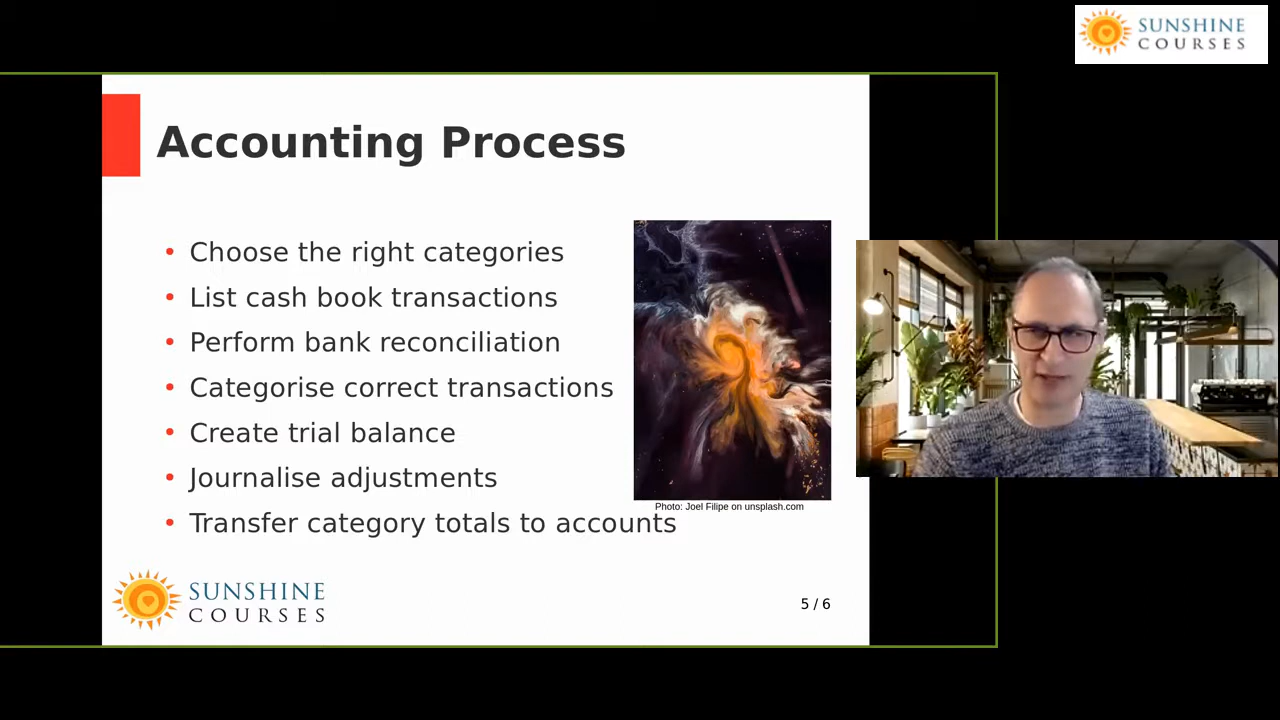 SUNSHINE
COURSES
Accounting Process
• Choose the right categories
• List cash book transactions
• Perform bank reconciliation
• Categorise correct transactions
• Create trial balance
• Journalise adjustments
• Transfer category totals to accounts
Photo: Joel Filipe on unsplash.com
SUNSHINE
COURSES
5 / 6